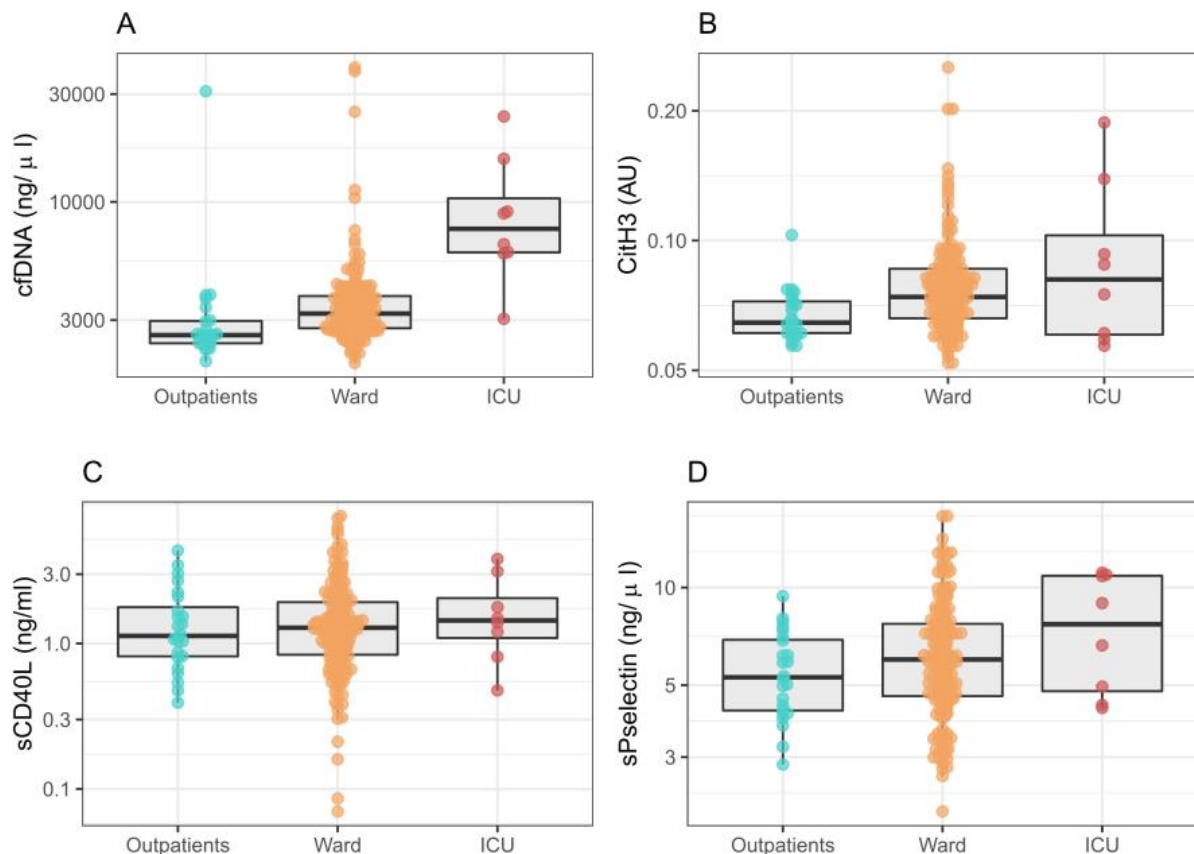 A
cfDNA (ng/ μ l)
30000
10000
3000
Outpatients Ward ICU
B
CitH3 (AU)
0.20
0.10
0.05
Outpatients Ward ICU
C
sCD40L (ng/ml)
3.0
1.0
0.3
0.1
Outpatients Ward ICU
D
sPselectin (ng/ μ l)
10
5
3
Outpatients Ward ICU